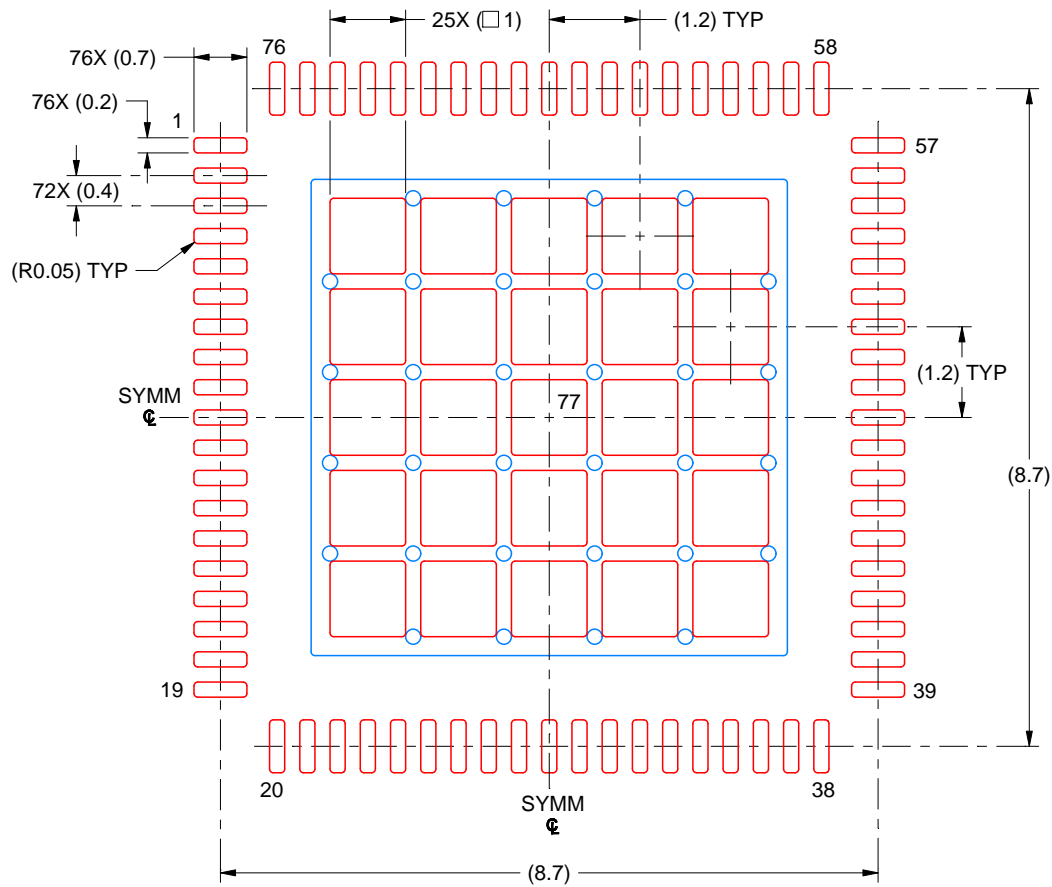 25X (□ 1)
(1.2) TYP
76X (0.7)
76
58
76X (0.2)
1
57
72X (0.4)
(R0.05) TYP
(1.2) TYP
SYMM
℄
77
(8.7)
19
39
20
38
SYMM
℄
(8.7)